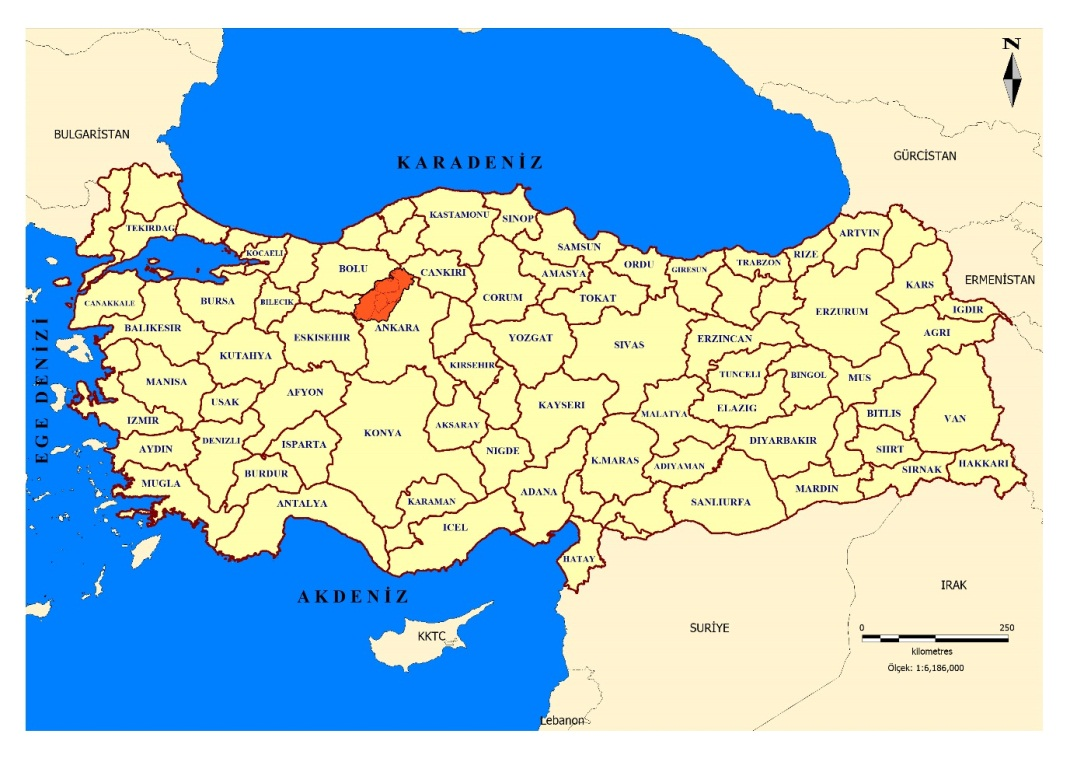 N
BULGARİSTAN
GÜRCİSTAN
KARADENİZ
KASTAMONU
SINOP
TEKIRDAG
ARTVIN
SAMSUN
KOCAELI
RIZE
TRABZON
ORDU
GIRESUN
BOLU
CANKIRI
AMASYA
ERMENİSTAN
KARS
CORUM
TOKAT
CANAKKALE
BURSA
BILECIK
IGDIR
ERZURUM
BALIKESIR
ANKARA
AGRI
ESKISEHIR
YOZGAT
SIVAS
ERZINCAN
KUTAHYA
KIRSEHIR
TUNCELI
BINGOL
MUS
MANISA
AFYON
USAK
KAYSERI
MALATYA
ELAZIG
BITLIS
VAN
EGE DENİZİ
IZMIR
AKSARAY
KONYA
DENIZLI
ISPARTA
DIYARBAKIR
AYDIN
NIGDE
SIIRT
K.MARAS
ADIYAMAN
HAKKARI
SIRNAK
BURDUR
MUGLA
MARDIN
ADANA
ANTALYA
KARAMAN
SANLIURFA
ICEL
HATAY
AKDENİZ
IRAK
SURİYE
KKTC
0 250
kilometres
Ölçek: 1:6,186,000
Lebanon